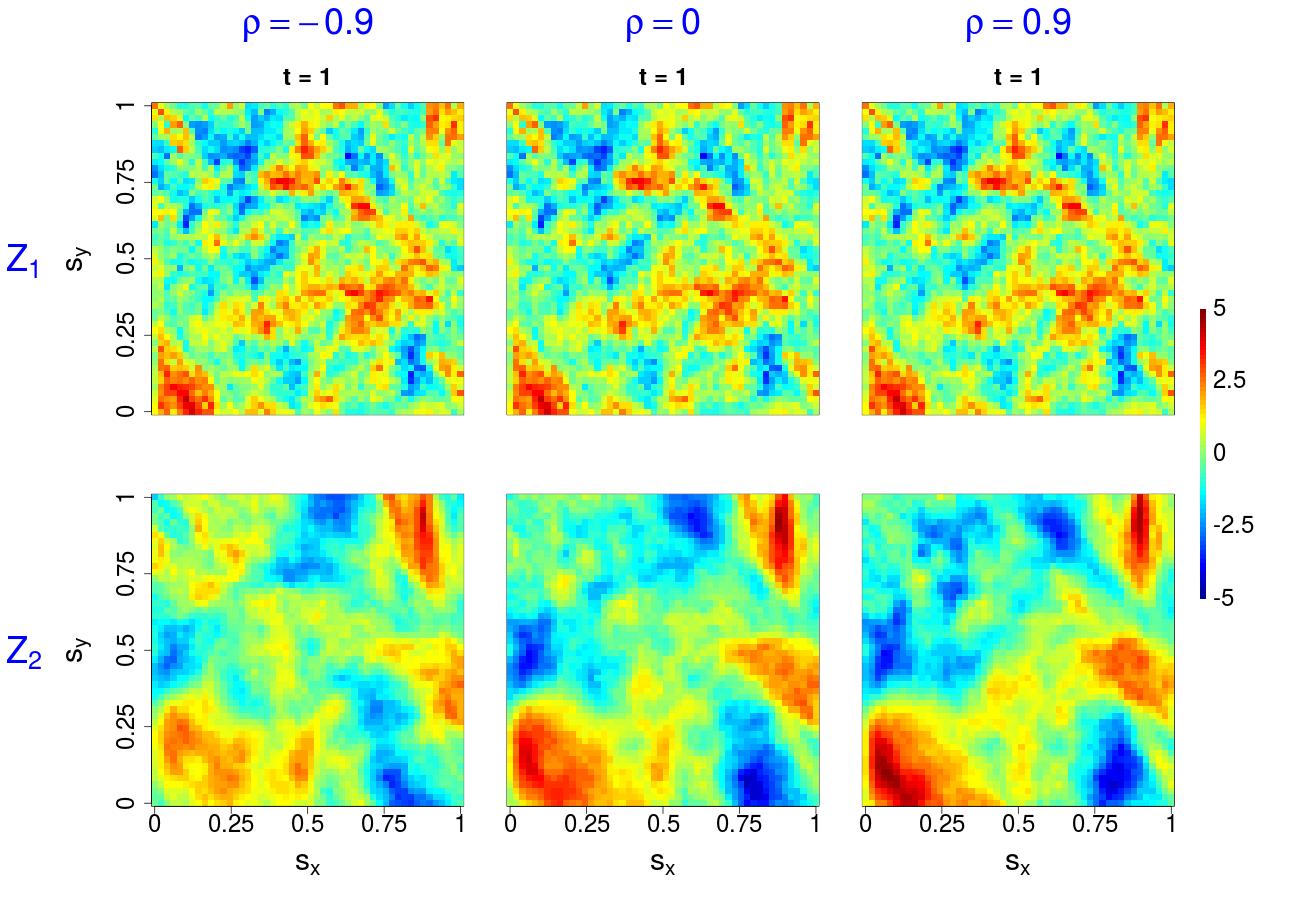 ρ = −0.9 ρ = 0 ρ = 0.9
t = 1 t = 1 t = 1
Z1 sy 0 0.25 0.5 0.75 1
5
2.5
0
-2.5
-5
Z2 sy 0 0.25 0.5 0.75 1
0 0.25 0.5 0.75 1 0 0.25 0.5 0.75 1 0 0.25 0.5 0.75 1
sx sx sx